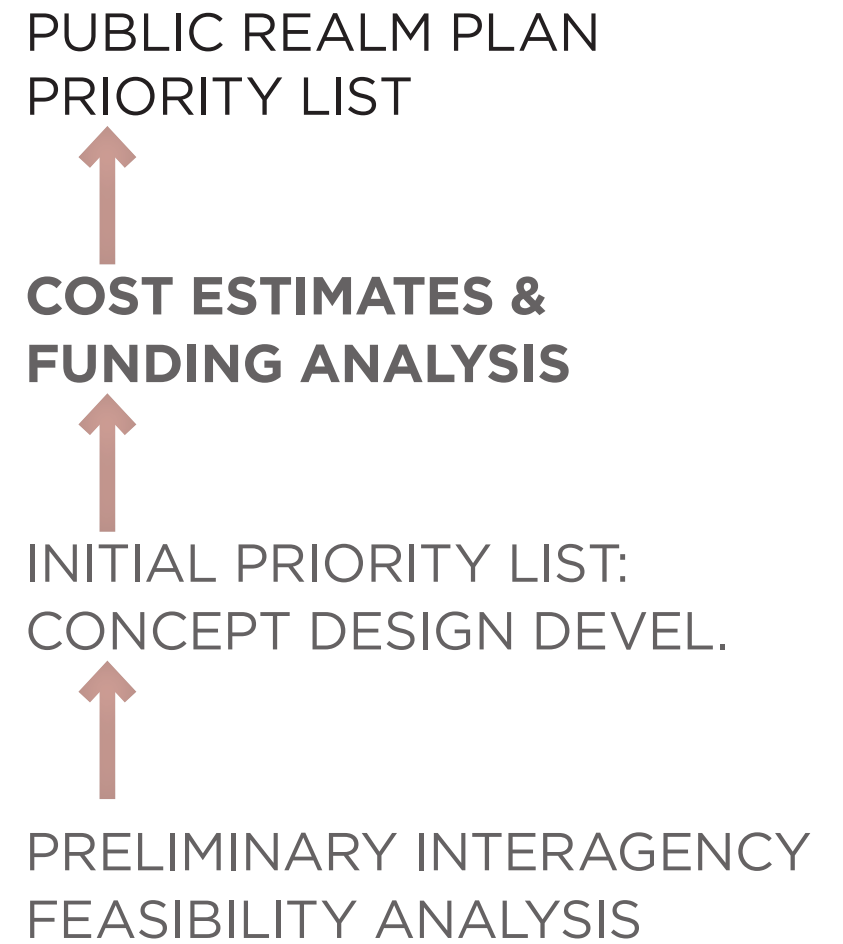 PUBLIC REALM PLAN
PRIORITY LIST
COST ESTIMATES &
FUNDING ANALYSIS
INITIAL PRIORITY LIST:
CONCEPT DESIGN DEVEL.
PRELIMINARY INTERAGENCY
FEASIBILITY ANALYSIS